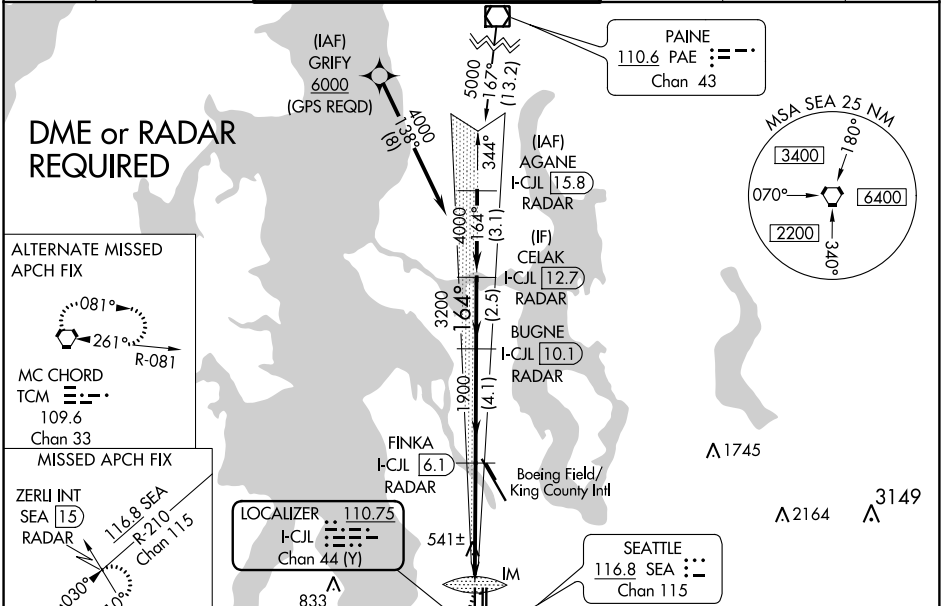 (IAF)
GRIFY
6000
(GPS REQD)
4000
138°
(8)
5000
167°
(13.2)
PAINE
110.6 PAE
Chan 43
DME or RADAR
REQUIRED
344°
(IAF)
AGANE
I-CJL 15.8
RADAR
4000
164°
(3.1)
(IF)
CELAK
I-CJL 12.7
RADAR
3200
164°
(2.5)
BUGNE
I-CJL 10.1
RADAR
1900
(4.1)
MSA SEA 25 NM
180°
3400
070°
6400
2200
340°
ALTERNATE MISSED
APCH FIX
081°
261°
R-081
MC CHORD
TCM
109.6
Chan 33
MISSED APCH FIX
ZERLI INT
SEA 15
RADAR
116.8 SEA
R-210
Chan 115
030°
FINKA
I-CJL 6.1
RADAR
Boeing Field/
King County Intl
1745
2164
3149
LOCALIZER 110.75
I-CJL
Chan 44 (Y)
541±
IM
833
SEATTLE
116.8 SEA
Chan 115